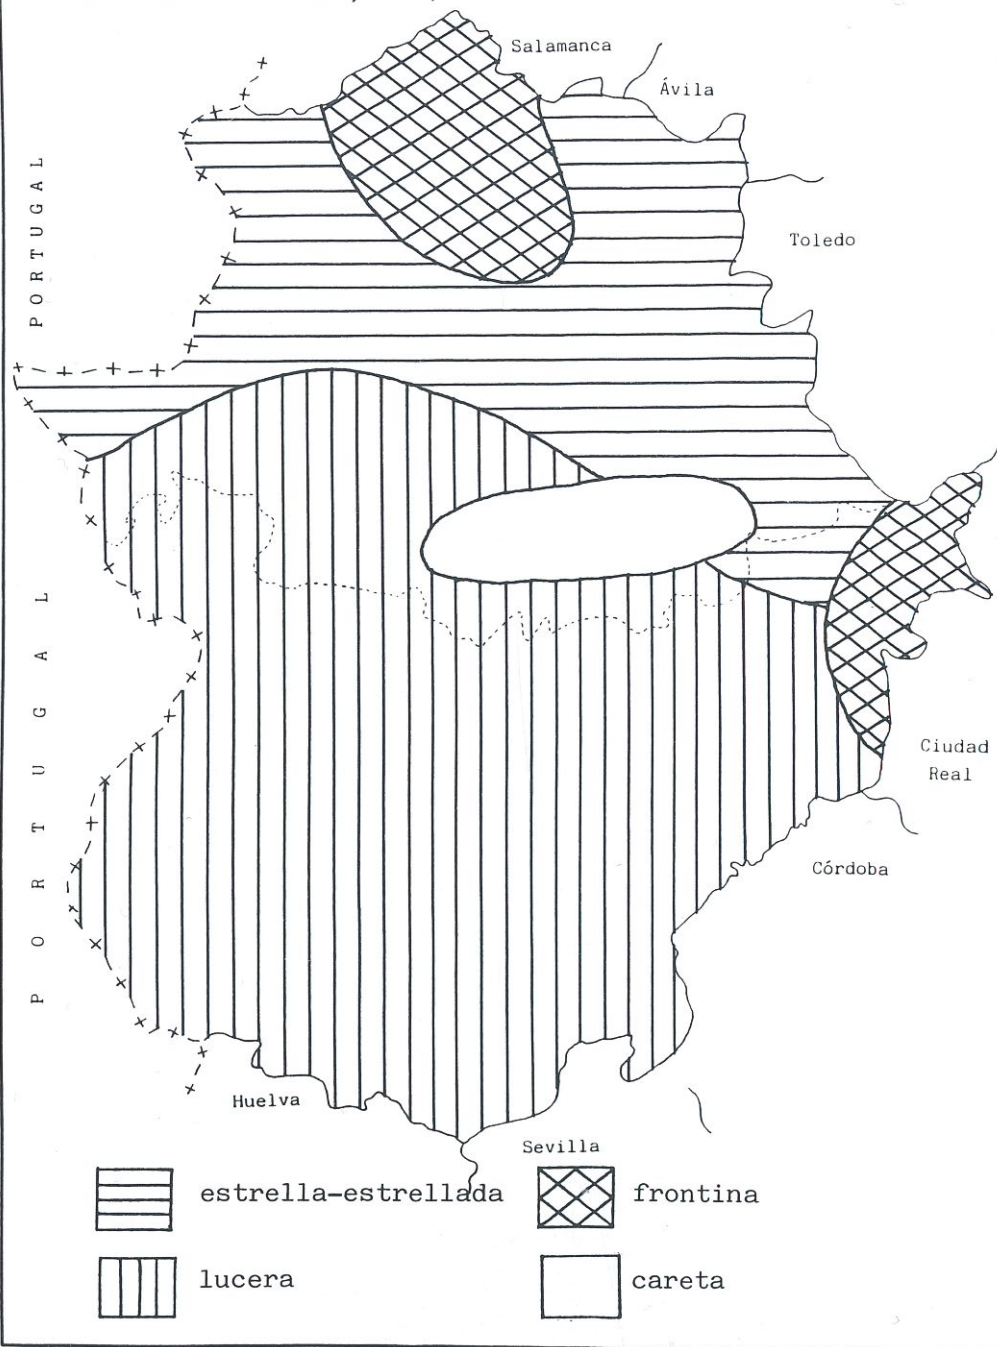 Salamanca
Ávila
PORTUGAL
Toledo
PORTUGAL
Ciudad
Real
Córdoba
Huelva
Sevilla
estrella-estrellada
frontina
lucera
careta